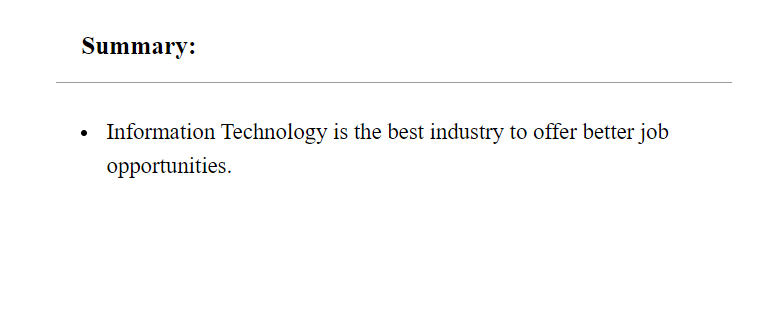 Summary:
• Information Technology is the best industry to offer better job
opportunities.